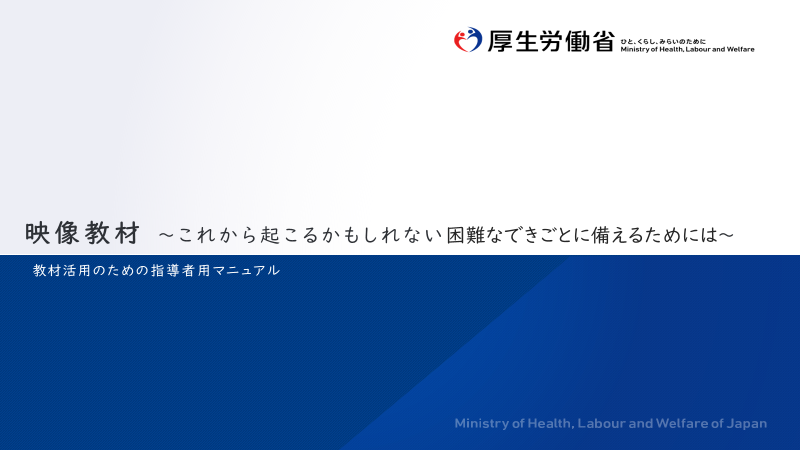 厚生労働省
ひと、くらし、みらいのために
Ministry of Health, Labour and Welfare
映像教材 ～これから起こるかもしれない困難なできごとに備えるためには～
教材活用のための指導者用マニュアル
Ministry of Health, Labour and Welfare of Japan